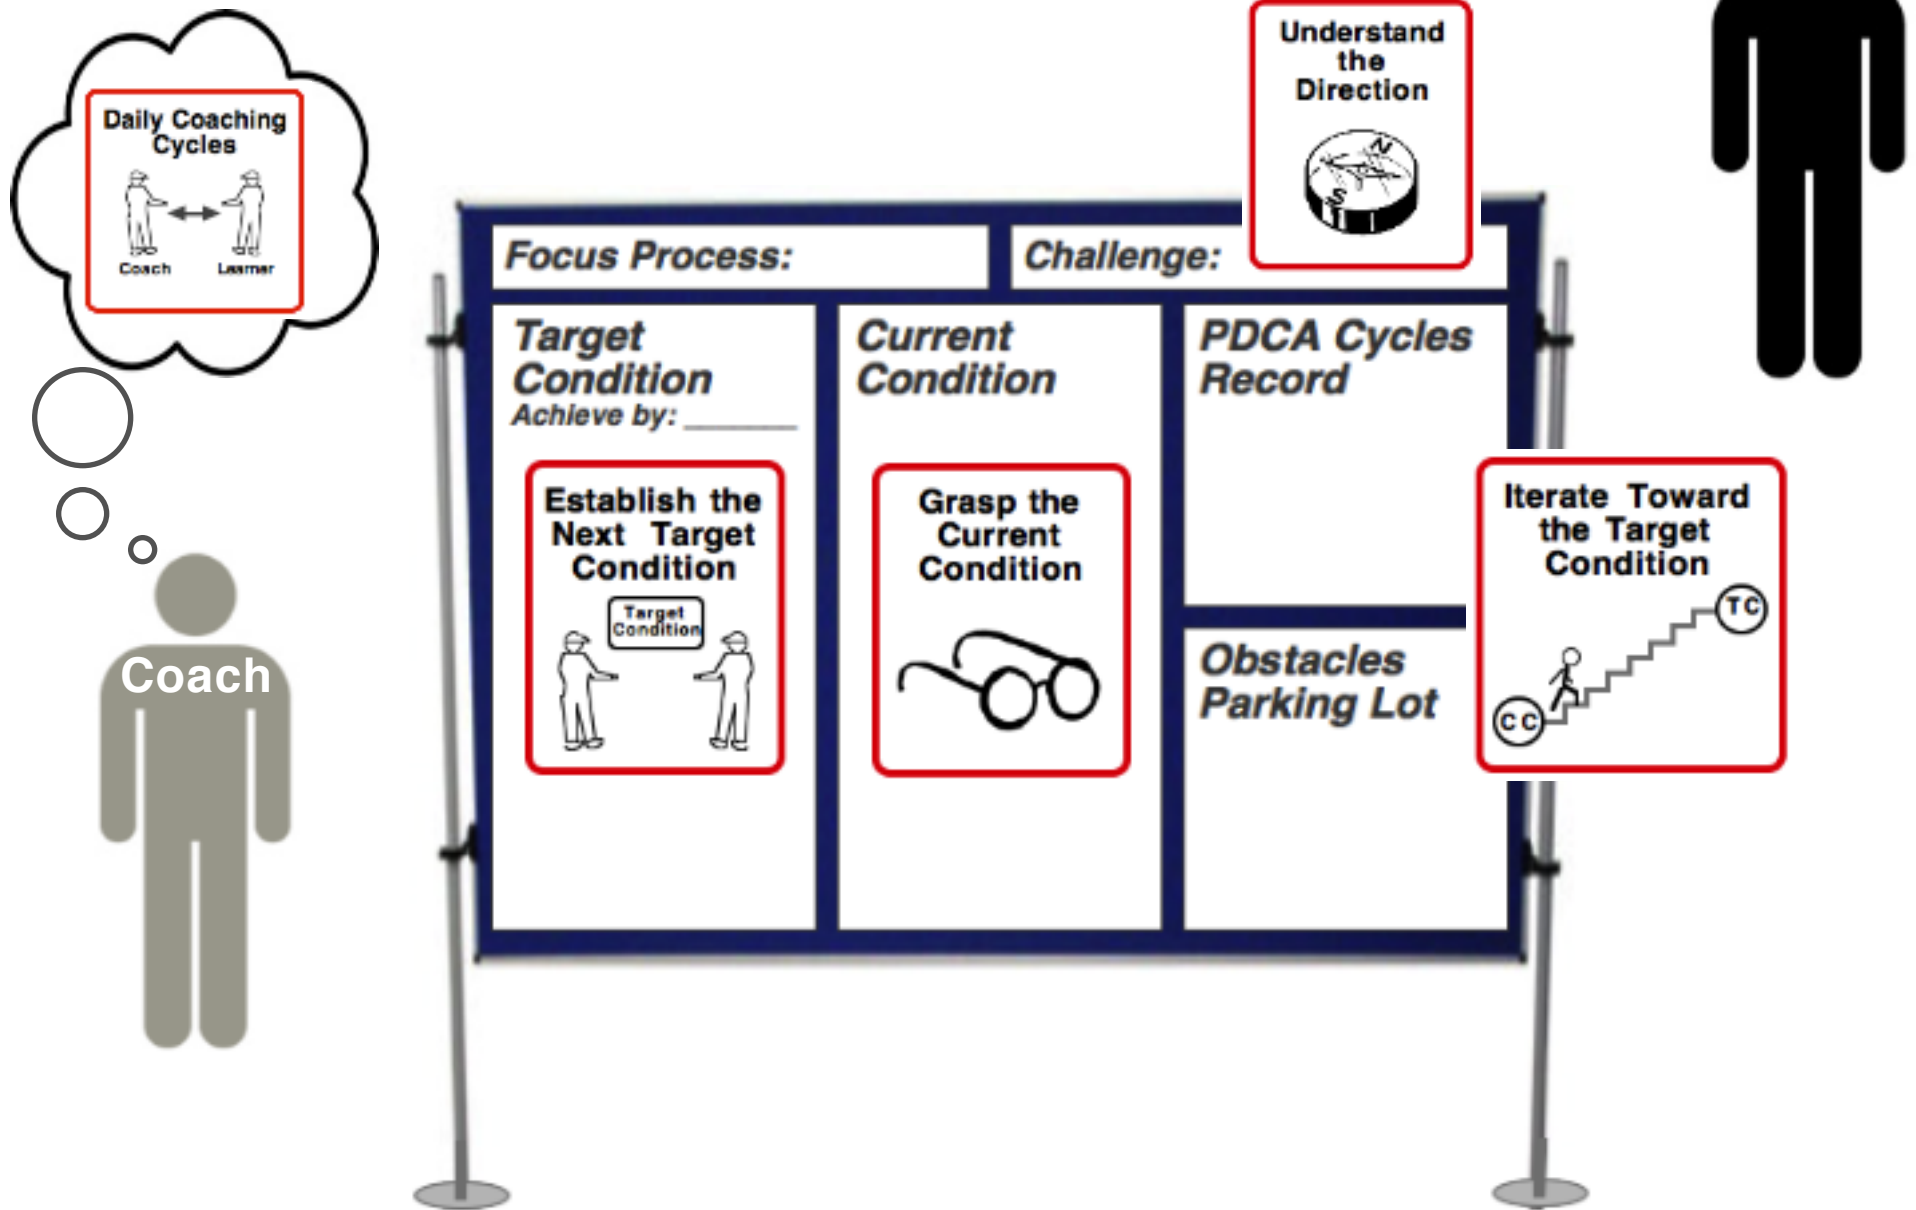 Daily Coaching
Cycles
Coach
Learner
Coach
Understand
the
Direction
N
S
Focus Process:
Challenge:
Target
Condition
Achieve by: _______
Establish the
Next Target
Condition
Target
Condition
Current
Condition
Grasp the
Current
Condition
PDCA Cycles
Record
Obstacles
Parking Lot
Iterate Toward
the Target
Condition
TC
CC